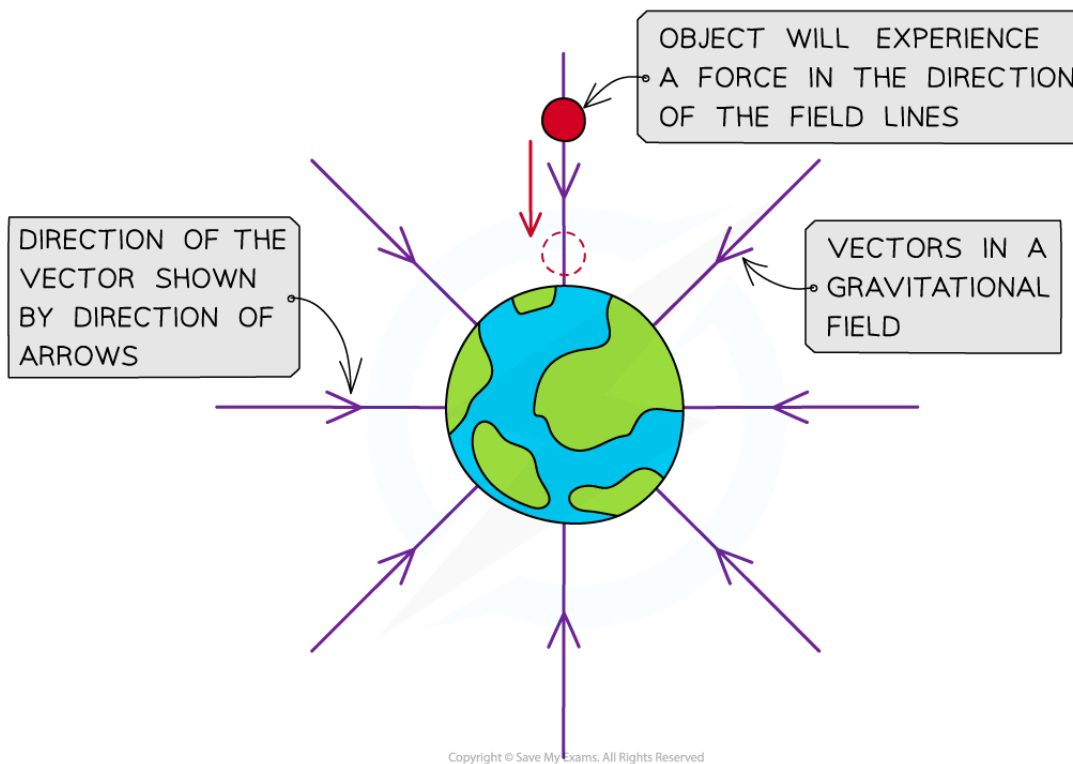 OBJECT WILL EXPERIENCE
A FORCE IN THE DIRECTION
OF THE FIELD LINES
DIRECTION OF THE
VECTOR SHOWN
BY DIRECTION OF
ARROWS
VECTORS IN A
GRAVITATIONAL
FIELD
Copyright © Save My Exams. All Rights Reserved